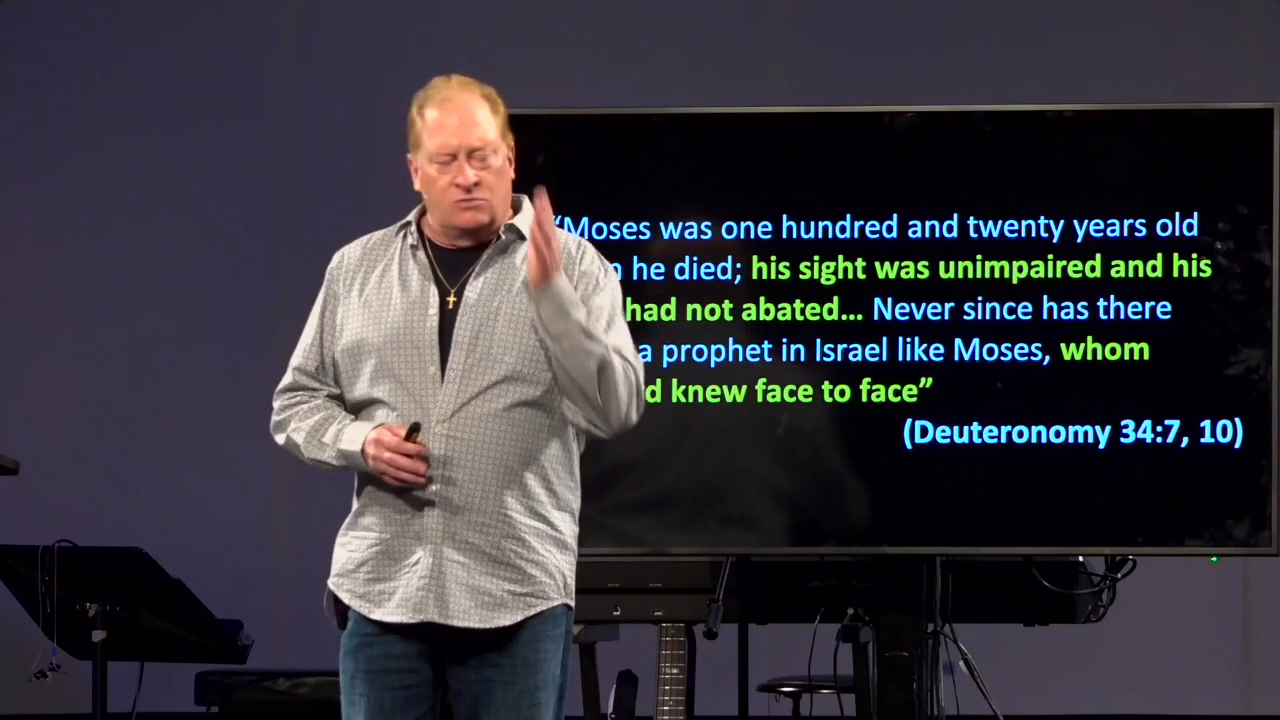 “Moses was one hundred and twenty years old
he died; his sight was unimpaired and his
had not abated… Never since has there
a prophet in Israel like Moses, whom
knew face to face”
(Deuteronomy 34:7, 10)